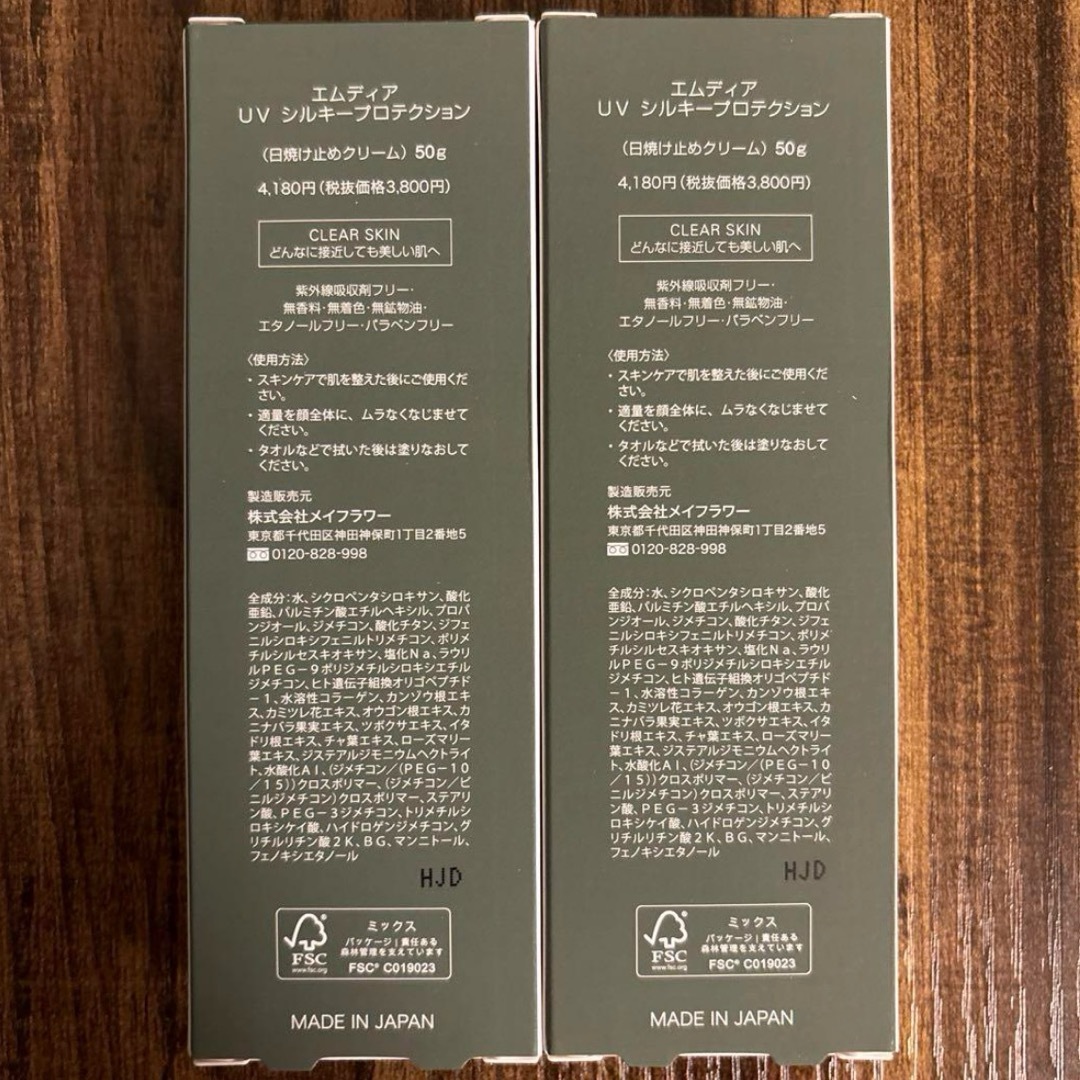 エムディア
UV シルキープロテクション
(日焼け止めクリーム) 50g
4,180円(税抜価格3,800円)
CLEAR SKIN
どんなに接近しても美しい肌へ
紫外線吸収剤フリー・
無香料・無着色・無鉱物油・
エタノールフリー・パラベンフリー
〈使用方法〉
・スキンケアで肌を整えた後にご使用くだ
さい。
・適量を顔全体に、ムラなくなじませて
ください。
・タオルなどで拭いた後は塗りなおして
ください。
製造販売元
株式会社メイフラワー
東京都千代田区神田神保町1丁目2番地5
0120-828-998
全成分:水、シクロペンタシロキサン、酸化
亜鉛、パルミチン酸エチルヘキシル、プロパ
ンジオール、ジメチコン、酸化チタン、ジフェ
ニルシロキシフェニルトリメチコン、ポリメ
チルシルセスキオキサン、塩化Na、ラウリ
ルPEG-9ポリジメチルシロキシエチル
ジメチコン、ヒト遺伝子組換オリゴペプチド
-1、水溶性コラーゲン、カンゾウ根エキ
ス、カミツレ花エキス、オウゴン根エキス、カ
ニナバラ果実エキス、ツボクサエキス、イタ
ドリ根エキス、チャ葉エキス、ローズマリー
葉エキス、ジステアルジモニウムヘクトライ
ト、水酸化Al、(ジメチコン/(PEG-10
/15))クロスポリマー、(ジメチコン/ビ
ニルジメチコン)クロスポリマー、ステアリ
ン酸、PEG-3ジメチコン、トリメチルシ
ロキシケイ酸、ハイドロゲンジメチコン、グ
リチルリチン酸2K、BG、マンニトール、
フェノキシエタノール
HJD
FSC
www.fsc.org
ミックス
パッケージ|責任ある
森林管理を支えています
FSC® C019023
MADE IN JAPAN
エムディア
UV シルキープロテクション
(日焼け止めクリーム) 50g
4,180円(税抜価格3,800円)
CLEAR SKIN
どんなに接近しても美しい肌へ
紫外線吸収剤フリー・
無香料・無着色・無鉱物油・
エタノールフリー・パラベンフリー
〈使用方法〉
・スキンケアで肌を整えた後にご使用くだ
さい。
・適量を顔全体に、ムラなくなじませて
ください。
・タオルなどで拭いた後は塗りなおして
ください。
製造販売元
株式会社メイフラワー
東京都千代田区神田神保町1丁目2番地5
0120-828-998
全成分:水、シクロペンタシロキサン、酸化
亜鉛、パルミチン酸エチルヘキシル、プロパ
ンジオール、ジメチコン、酸化チタン、ジフェ
ニルシロキシフェニルトリメチコン、ポリメ
チルシルセスキオキサン、塩化Na、ラウリ
ルPEG-9ポリジメチルシロキシエチル
ジメチコン、ヒト遺伝子組換オリゴペプチド
-1、水溶性コラーゲン、カンゾウ根エキ
ス、カミツレ花エキス、オウゴン根エキス、カ
ニナバラ果実エキス、ツボクサエキス、イタ
ドリ根エキス、チャ葉エキス、ローズマリー
葉エキス、ジステアルジモニウムヘクトライ
ト、水酸化Al、(ジメチコン/(PEG-10
/15))クロスポリマー、(ジメチコン/ビ
ニルジメチコン)クロスポリマー、ステアリ
ン酸、PEG-3ジメチコン、トリメチルシ
ロキシケイ酸、ハイドロゲンジメチコン、グ
リチルリチン酸2K、BG、マンニトール、
フェノキシエタノール
HJD
FSC
www.fsc.org
ミックス
パッケージ|責任ある
森林管理を支えています
FSC® C019023
MADE IN JAPAN